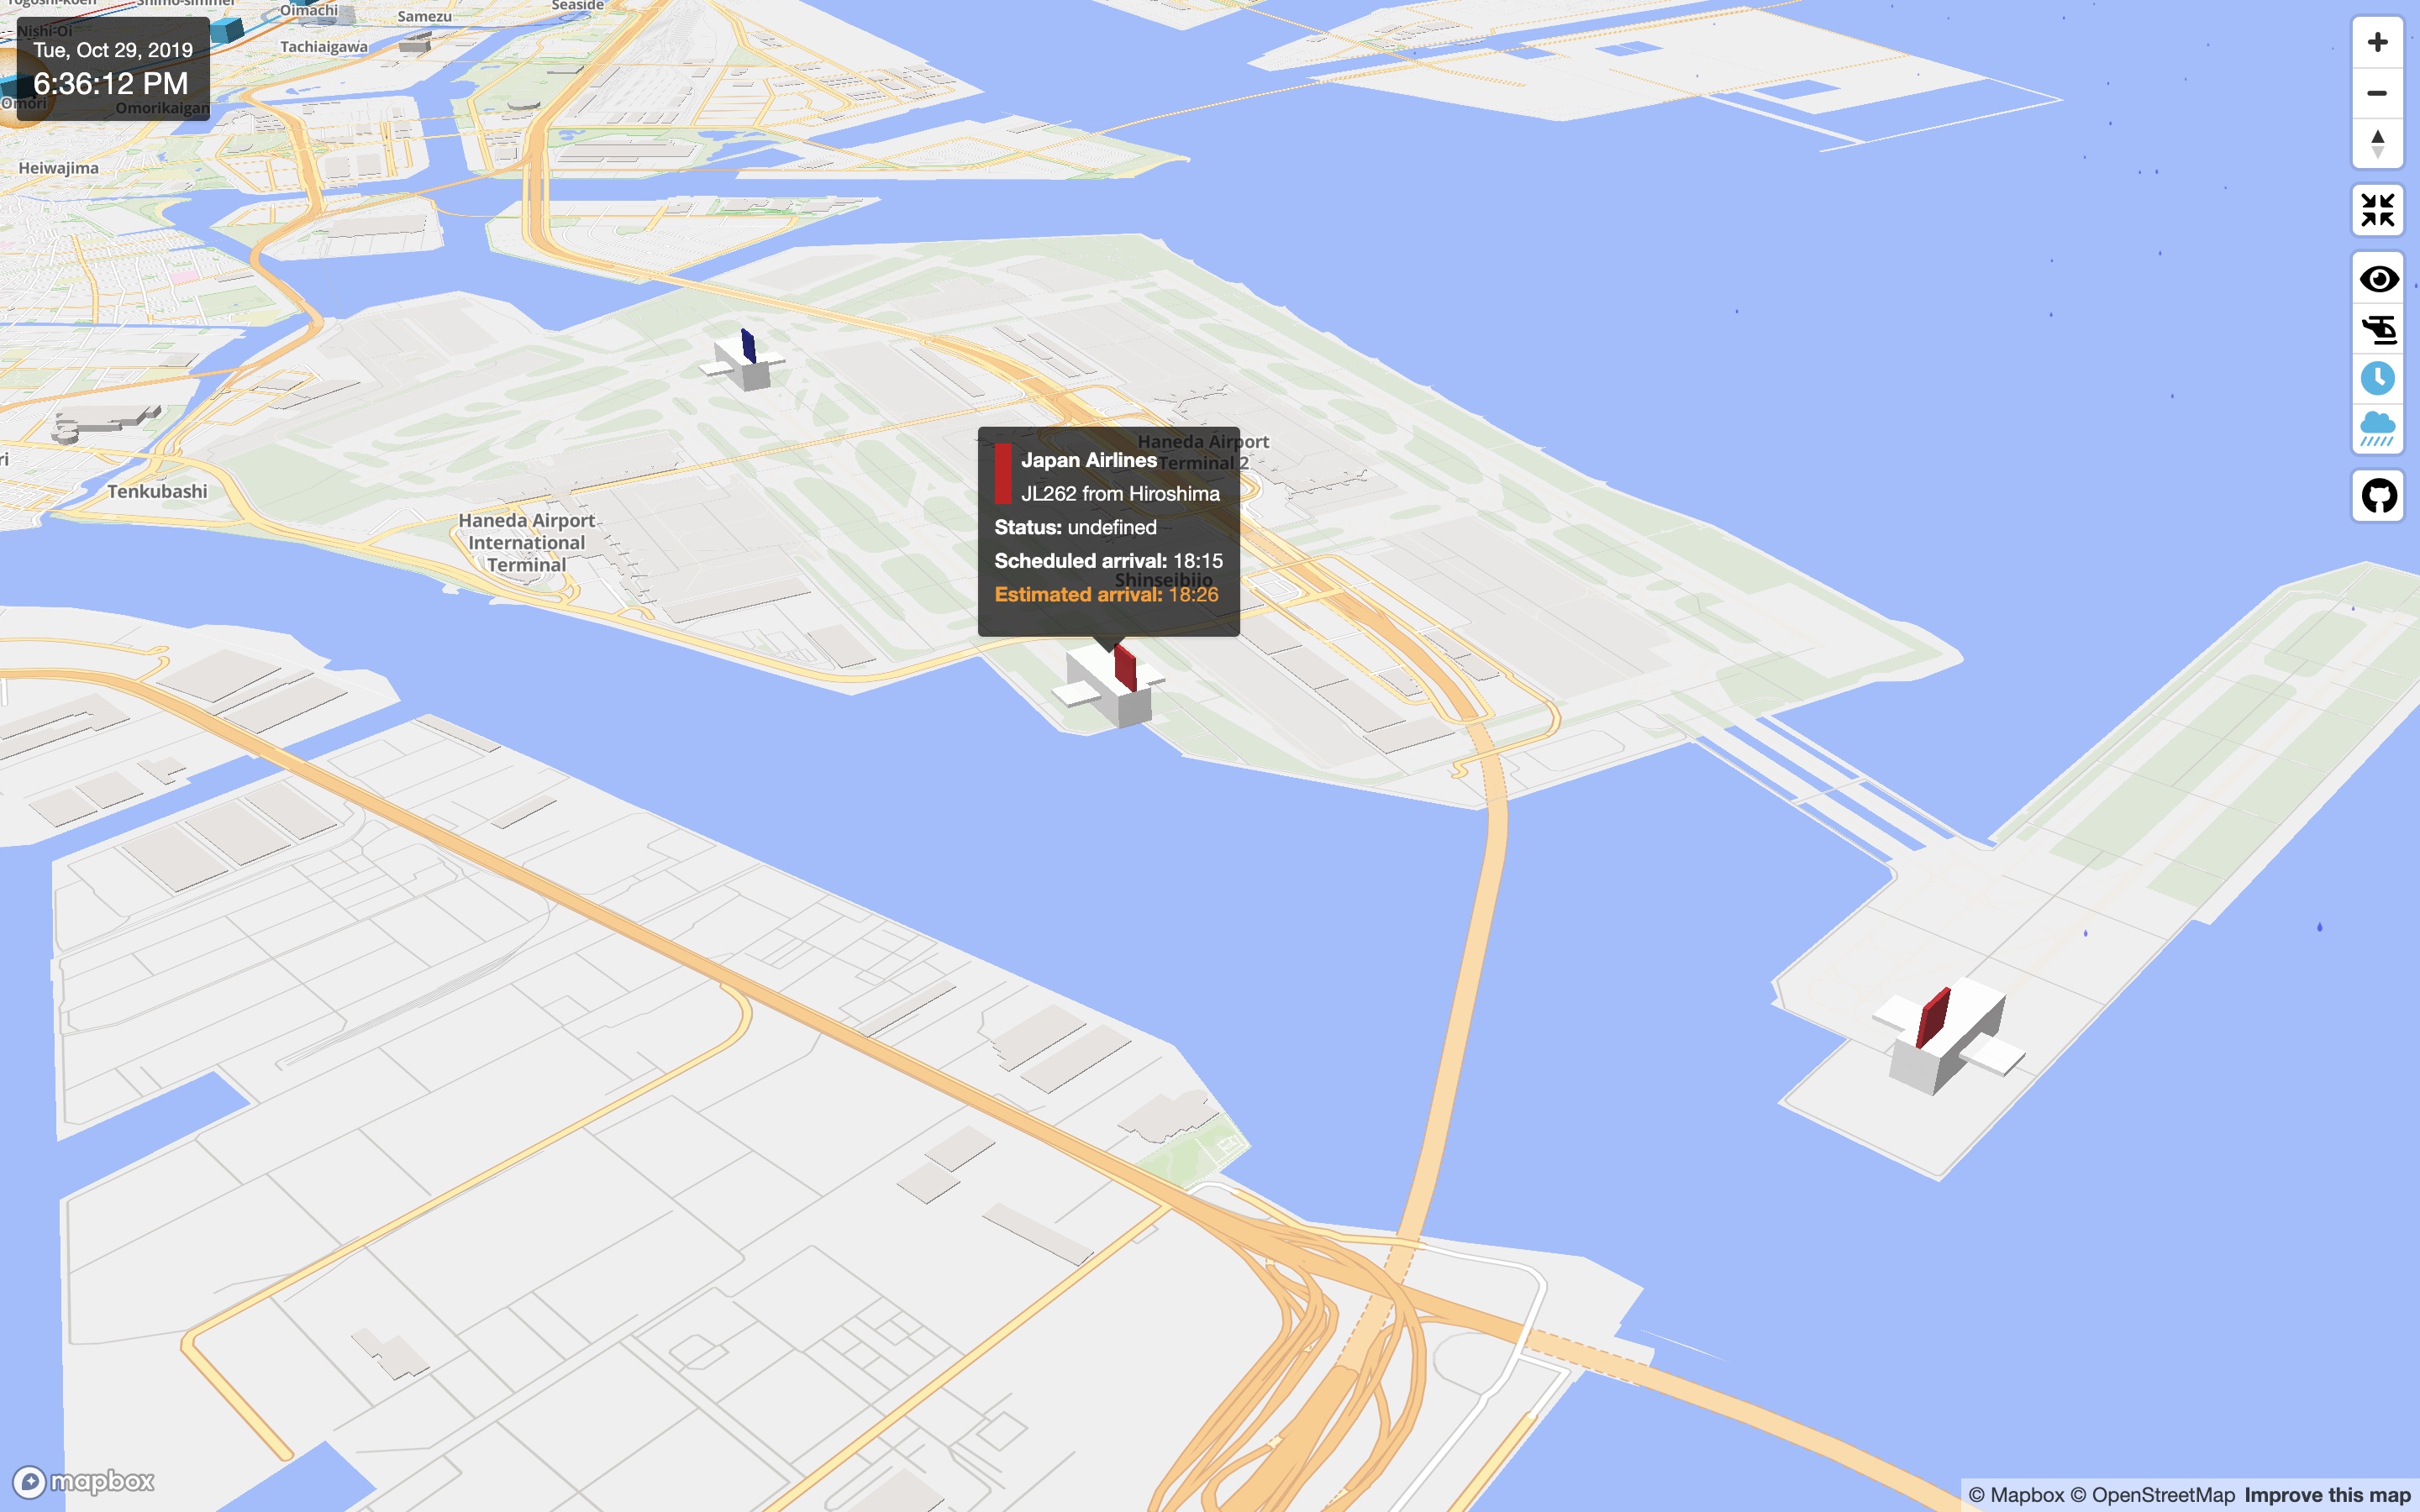 Togoshi-koen
Shimo-shimmei
Oimachi
Samezu
Seaside
Nishi-Oi
Tachiaigawa
Tue, Oct 29, 2019
6:36:12 PM
Omori
Omorikaigan
Heiwajima
Tenkubashi
Haneda Airport
International
Terminal
Haneda Airport
Terminal 2
Japan Airlines
JL262 from Hiroshima
Status: undefined
Scheduled arrival: 18:15
Shinseibijo
Estimated arrival: 18:26
mapbox
© Mapbox © OpenStreetMap Improve this map